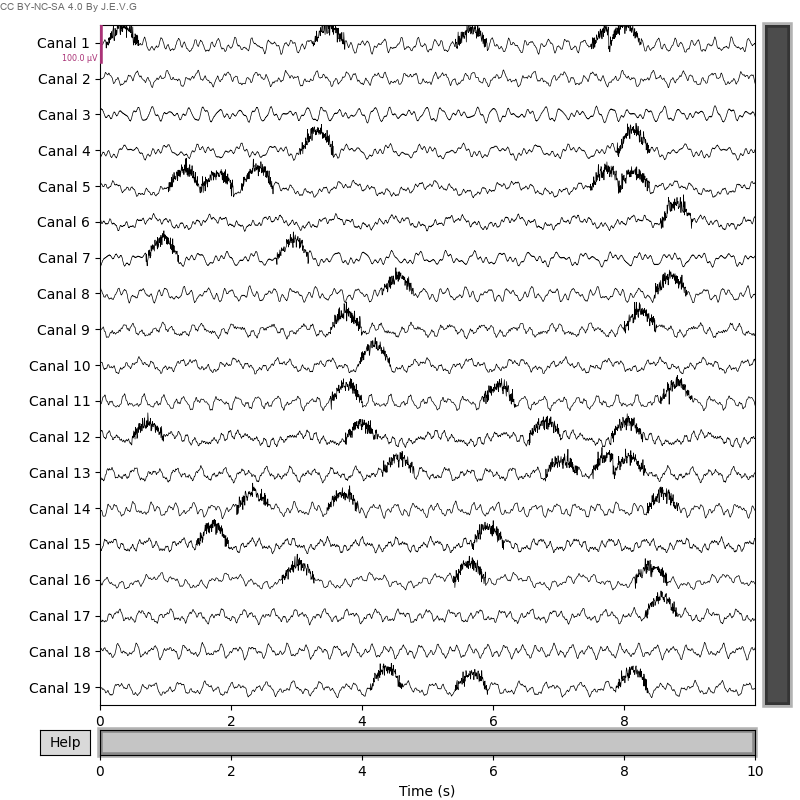 CC BY-NC-SA 4.0 By J.E.V.G
Canal 1
100.0 µV
Canal 2
Canal 3
Canal 4
Canal 5
Canal 6
Canal 7
Canal 8
Canal 9
Canal 10
Canal 11
Canal 12
Canal 13
Canal 14
Canal 15
Canal 16
Canal 17
Canal 18
Canal 19
0 2 4 6 8
Help
0 2 4 6 8 10
Time (s)